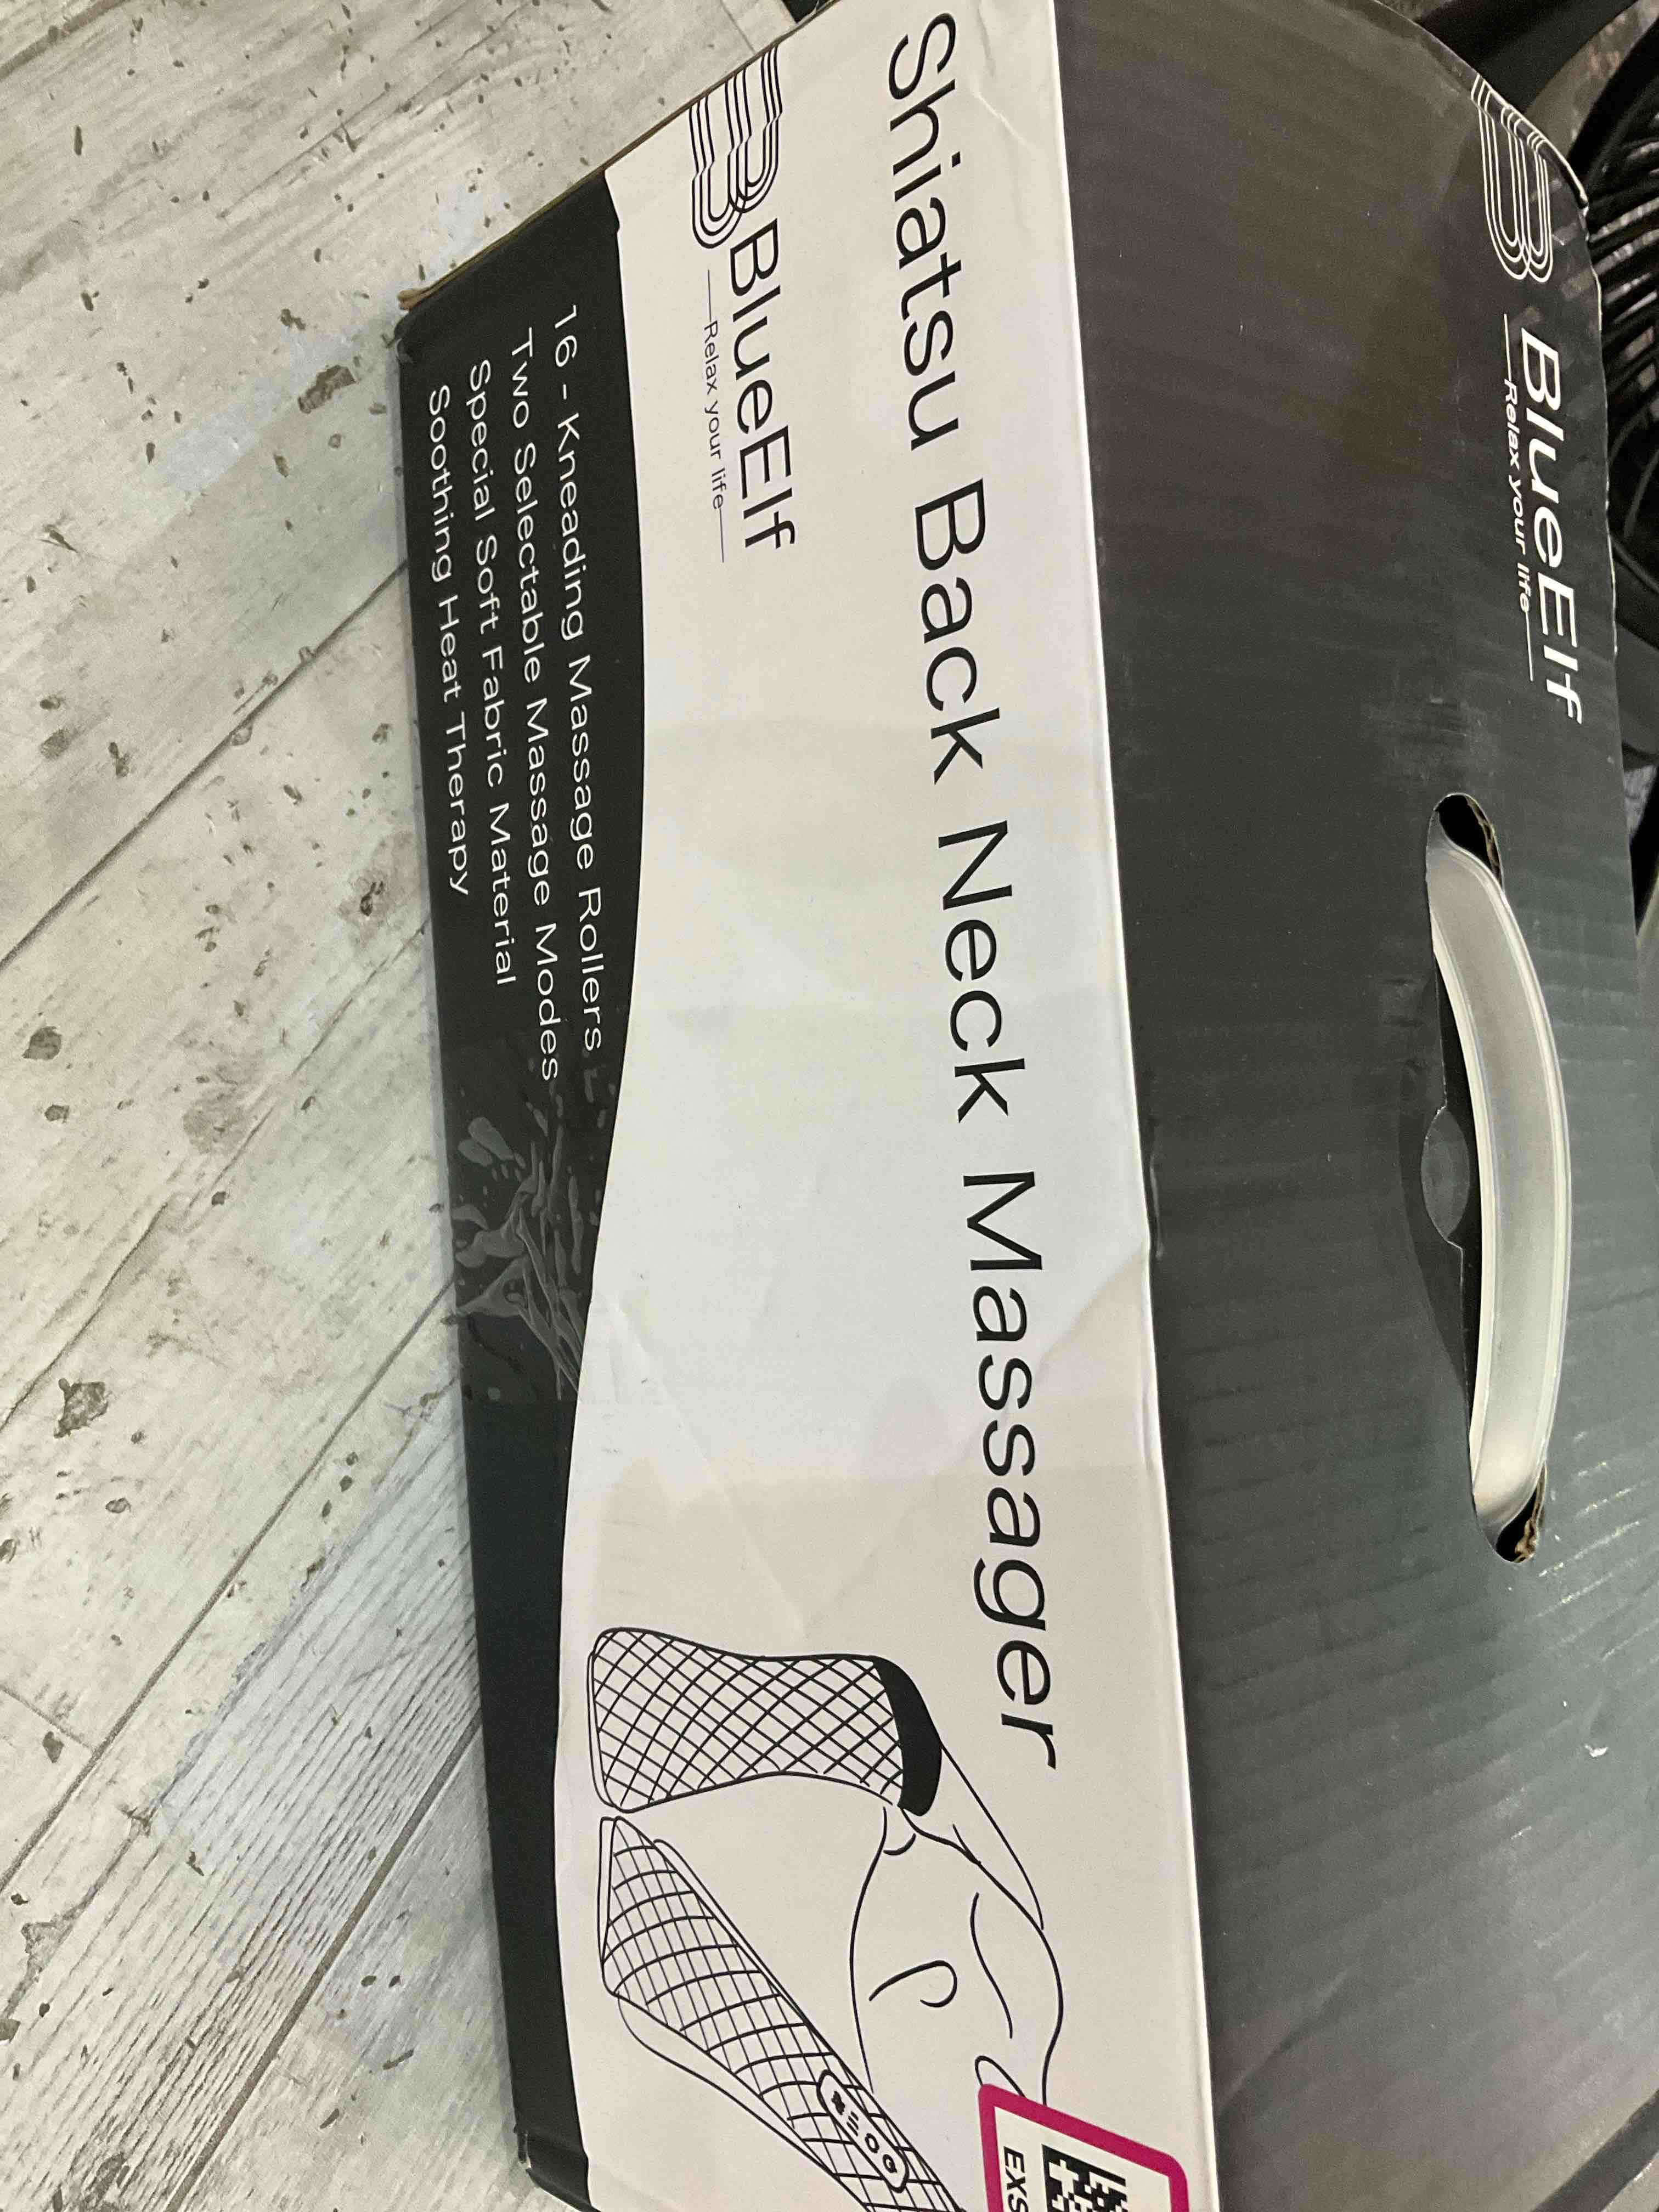 BlueElf
Relax your life
Shiatsu Back Neck Massager
BlueElf
Relax your life
16 - Kneading Massage Rollers
Two Selectable Massage Modes
Special Soft Fabric Material
Soothing Heat Therapy